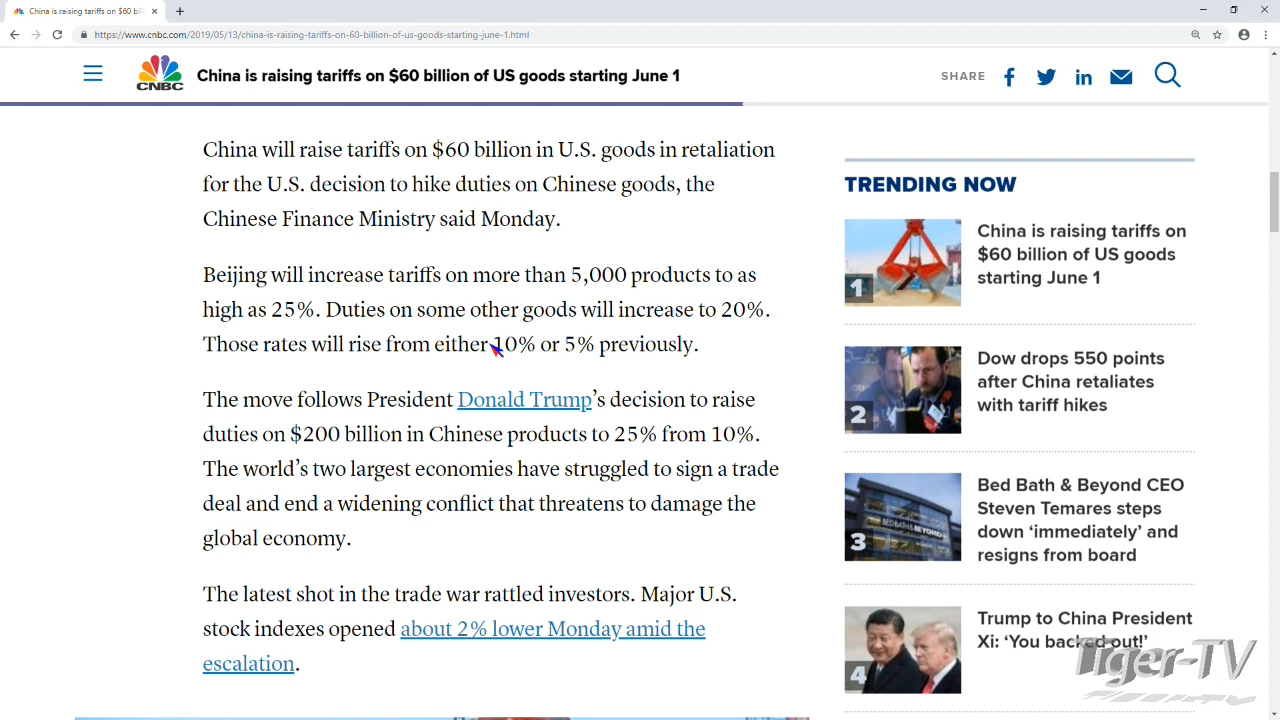 China is raising tariffs on $60 bil
https://www.cnbc.com/2019/05/13/china-is-raising-tariffs-on-60-billion-of-us-goods-starting-june-1.html
CNBC
China is raising tariffs on $60 billion of US goods starting June 1
SHARE
China will raise tariffs on $60 billion in U.S. goods in retaliation
for the U.S. decision to hike duties on Chinese goods, the
Chinese Finance Ministry said Monday.
Beijing will increase tariffs on more than 5,000 products to as
high as 25%. Duties on some other goods will increase to 20%.
Those rates will rise from either 10% or 5% previously.
The move follows President Donald Trump’s decision to raise
duties on $200 billion in Chinese products to 25% from 10%.
The world’s two largest economies have struggled to sign a trade
deal and end a widening conflict that threatens to damage the
global economy.
The latest shot in the trade war rattled investors. Major U.S.
stock indexes opened about 2% lower Monday amid the
escalation.
TRENDING NOW
1
China is raising tariffs on
$60 billion of US goods
starting June 1
2
Dow drops 550 points
after China retaliates
with tariff hikes
3
BED BATH & BEYOND
Bed Bath & Beyond CEO
Steven Temares steps
down ‘immediately’ and
resigns from board
4
Trump to China President
Xi: ‘You backed out!’
Tiger-TV